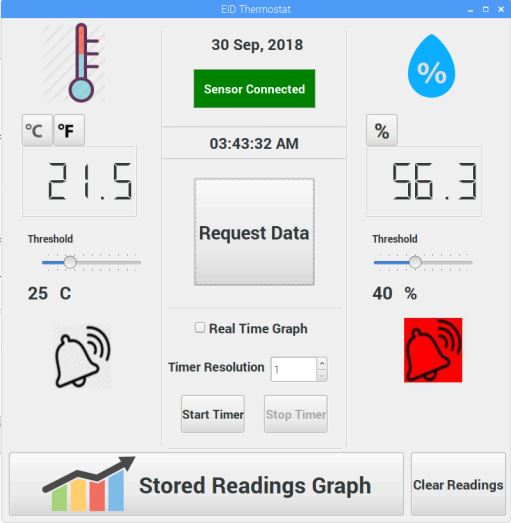 EID Thermostat
30 Sep, 2018
%
Sensor Connected
°C °F
%
03:43:32 AM
21.5
56.3
Request Data
Threshold
Threshold
25 C
40 %
Real Time Graph
Timer Resolution 1
Start Timer Stop Timer
Stored Readings Graph
Clear Readings